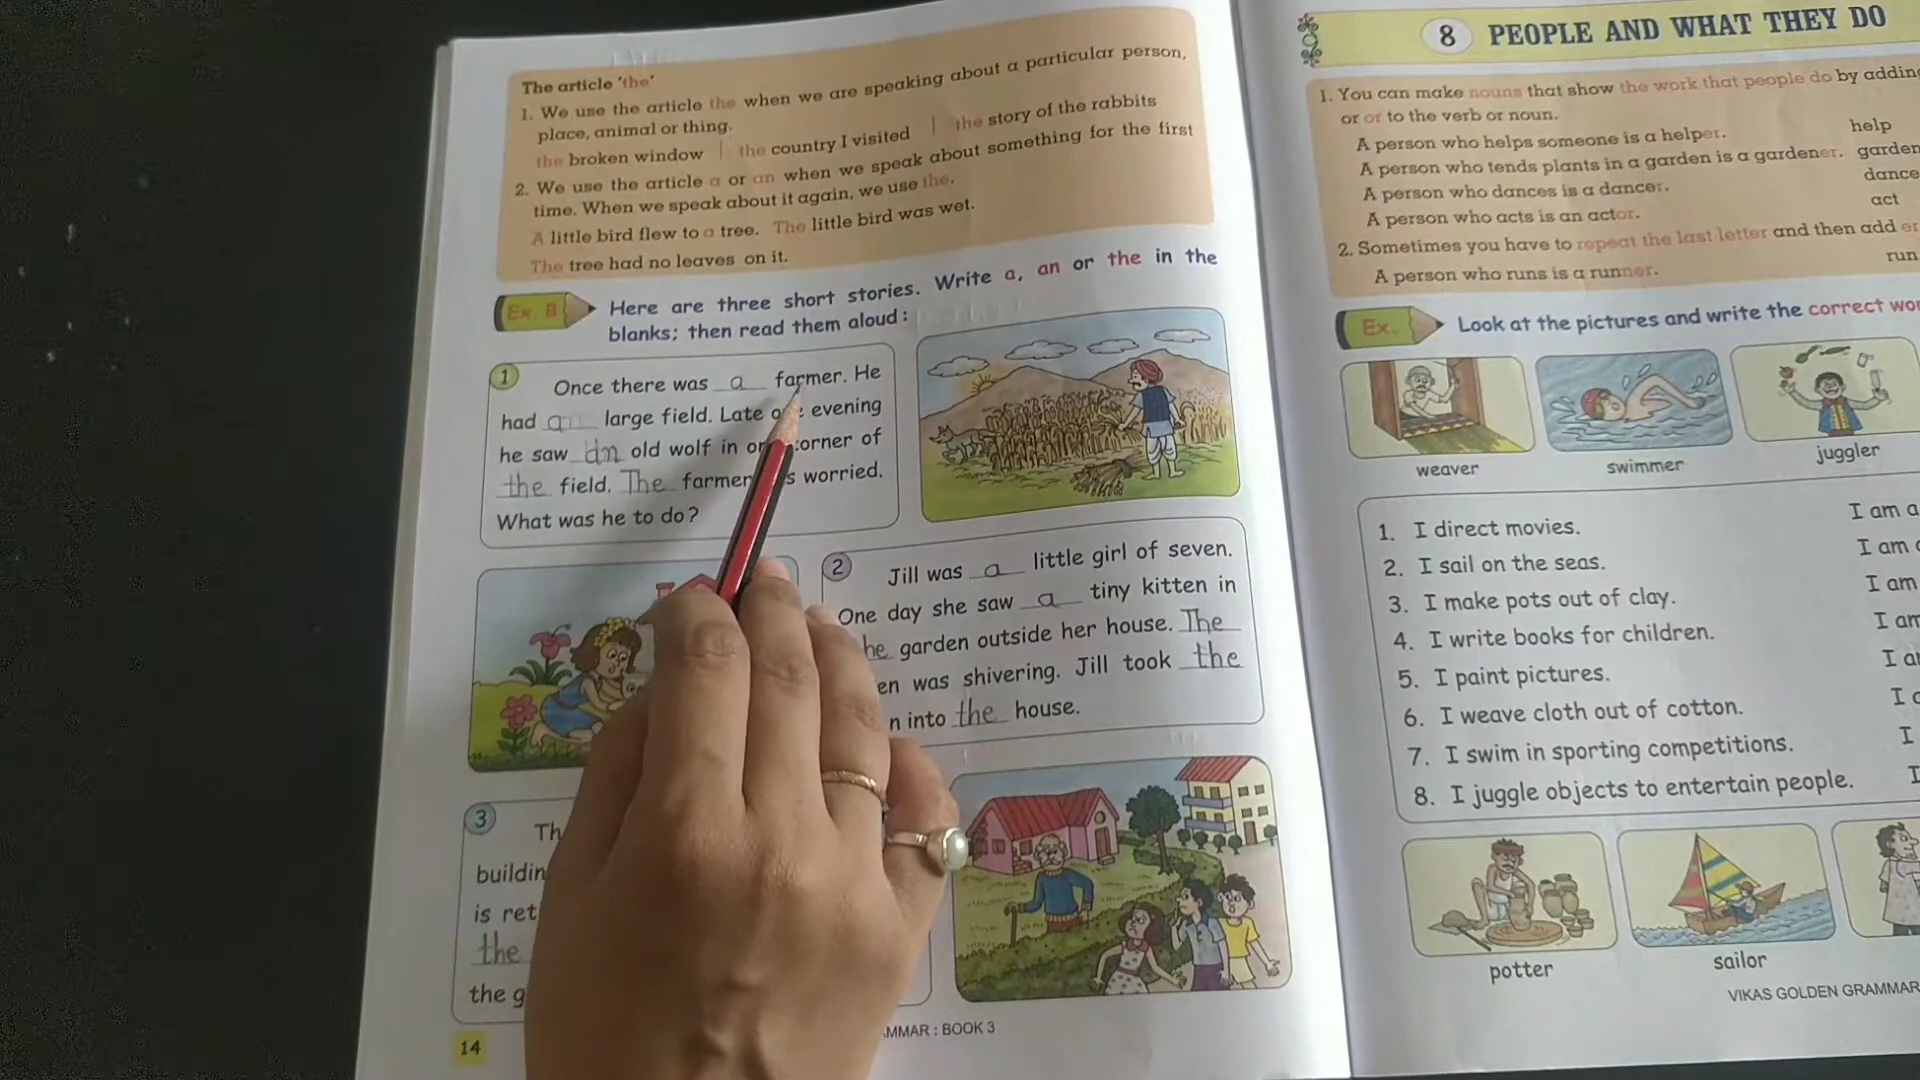 The article 'the'
1. We use the article the when we are speaking about a particular person,
place, animal or thing.
the broken window | the country I visited | the story of the rabbits
2. We use the article a or an when we speak about something for the first
time. When we speak about it again, we use the.
A little bird flew to a tree. The little bird was wet.
The tree had no leaves on it.
Ex. B Here are three short stories. Write a, an or the in the
blanks; then read them aloud:
1 Once there was a farmer. He
had large field. Late evening
he saw an old wolf in corner of
the field. The farmer worried.
What was he to do?
2 Jill was a little girl of seven.
One day she saw a tiny kitten in
he garden outside her house. The
en was shivering. Jill took the
n into the house.
3 Th
buildin
is ret
the
the g
14
MMAR : BOOK 3
8 PEOPLE AND WHAT THEY DO
1. You can make nouns that show the work that people do by adding
or or to the verb or noun.
A person who helps someone is a helper. help
A person who tends plants in a garden is a gardener. garden
A person who dances is a dancer. dance
A person who acts is an actor. act
2. Sometimes you have to repeat the last letter and then add er
A person who runs is a runner. run
Ex. Look at the pictures and write the correct wo
weaver swimmer juggler
1. I direct movies. I am a
2. I sail on the seas. I am
3. I make pots out of clay. I am
4. I write books for children. I am
5. I paint pictures. I a
6. I weave cloth out of cotton. I
7. I swim in sporting competitions. I
8. I juggle objects to entertain people. I
potter sailor
VIKAS GOLDEN GRAMMAR